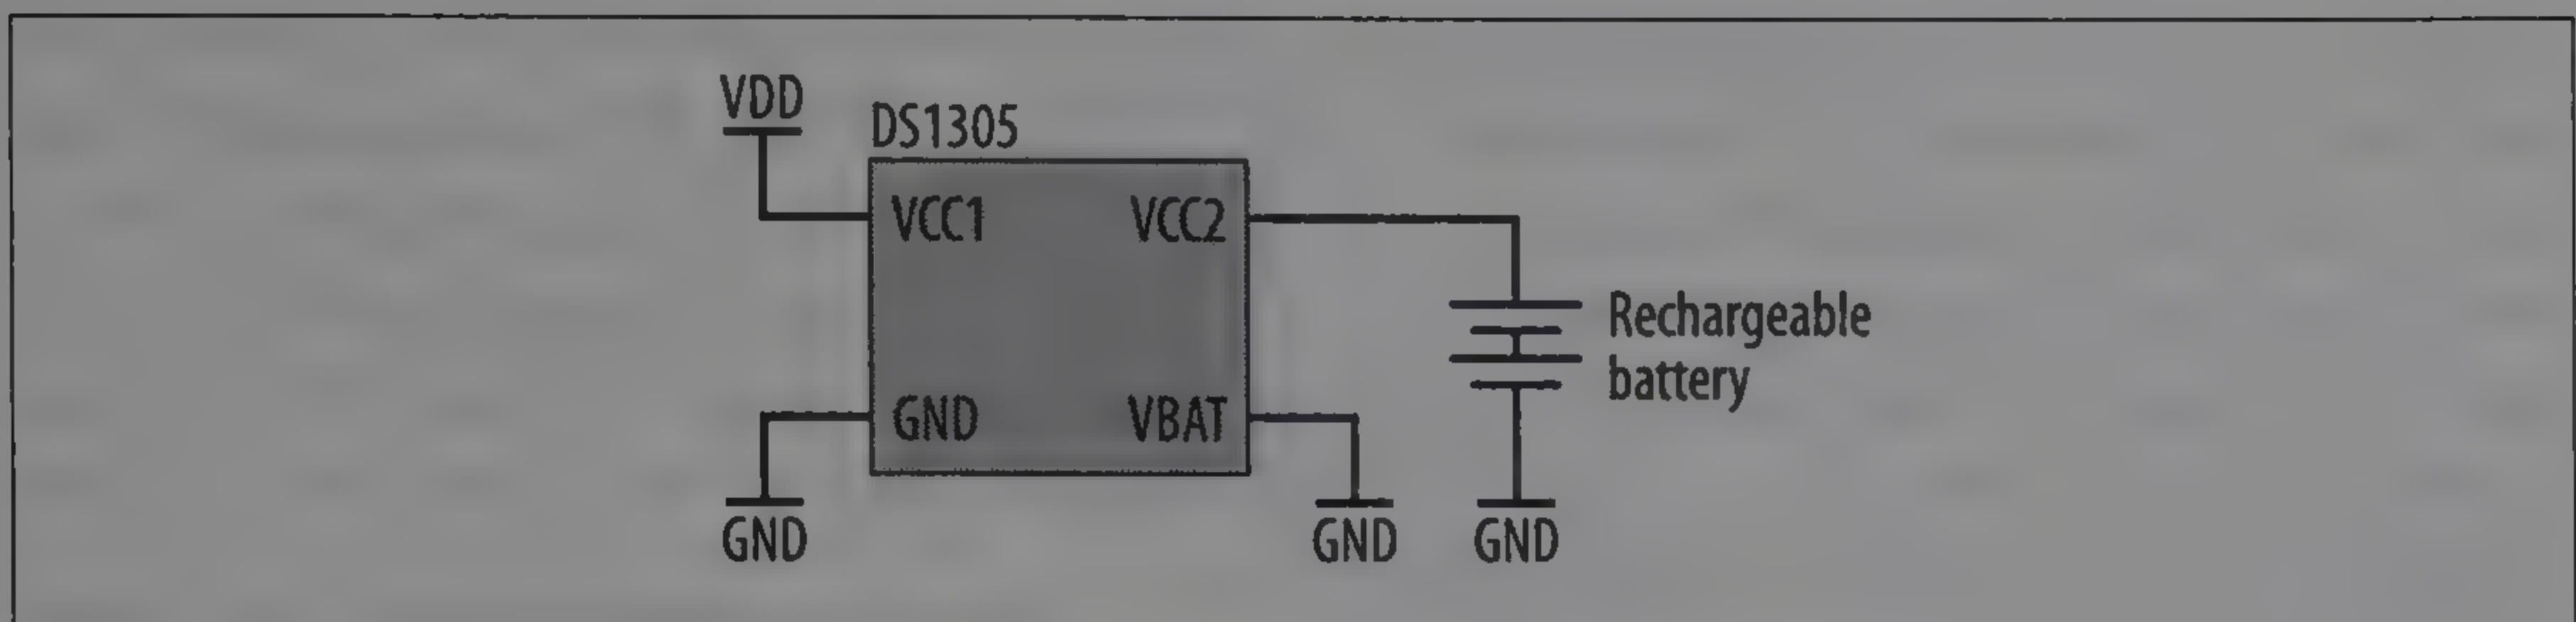 VDD
DS1305
VCC1
VCC2
Rechargeable
battery
GND
VBAT
GND
GND
GND